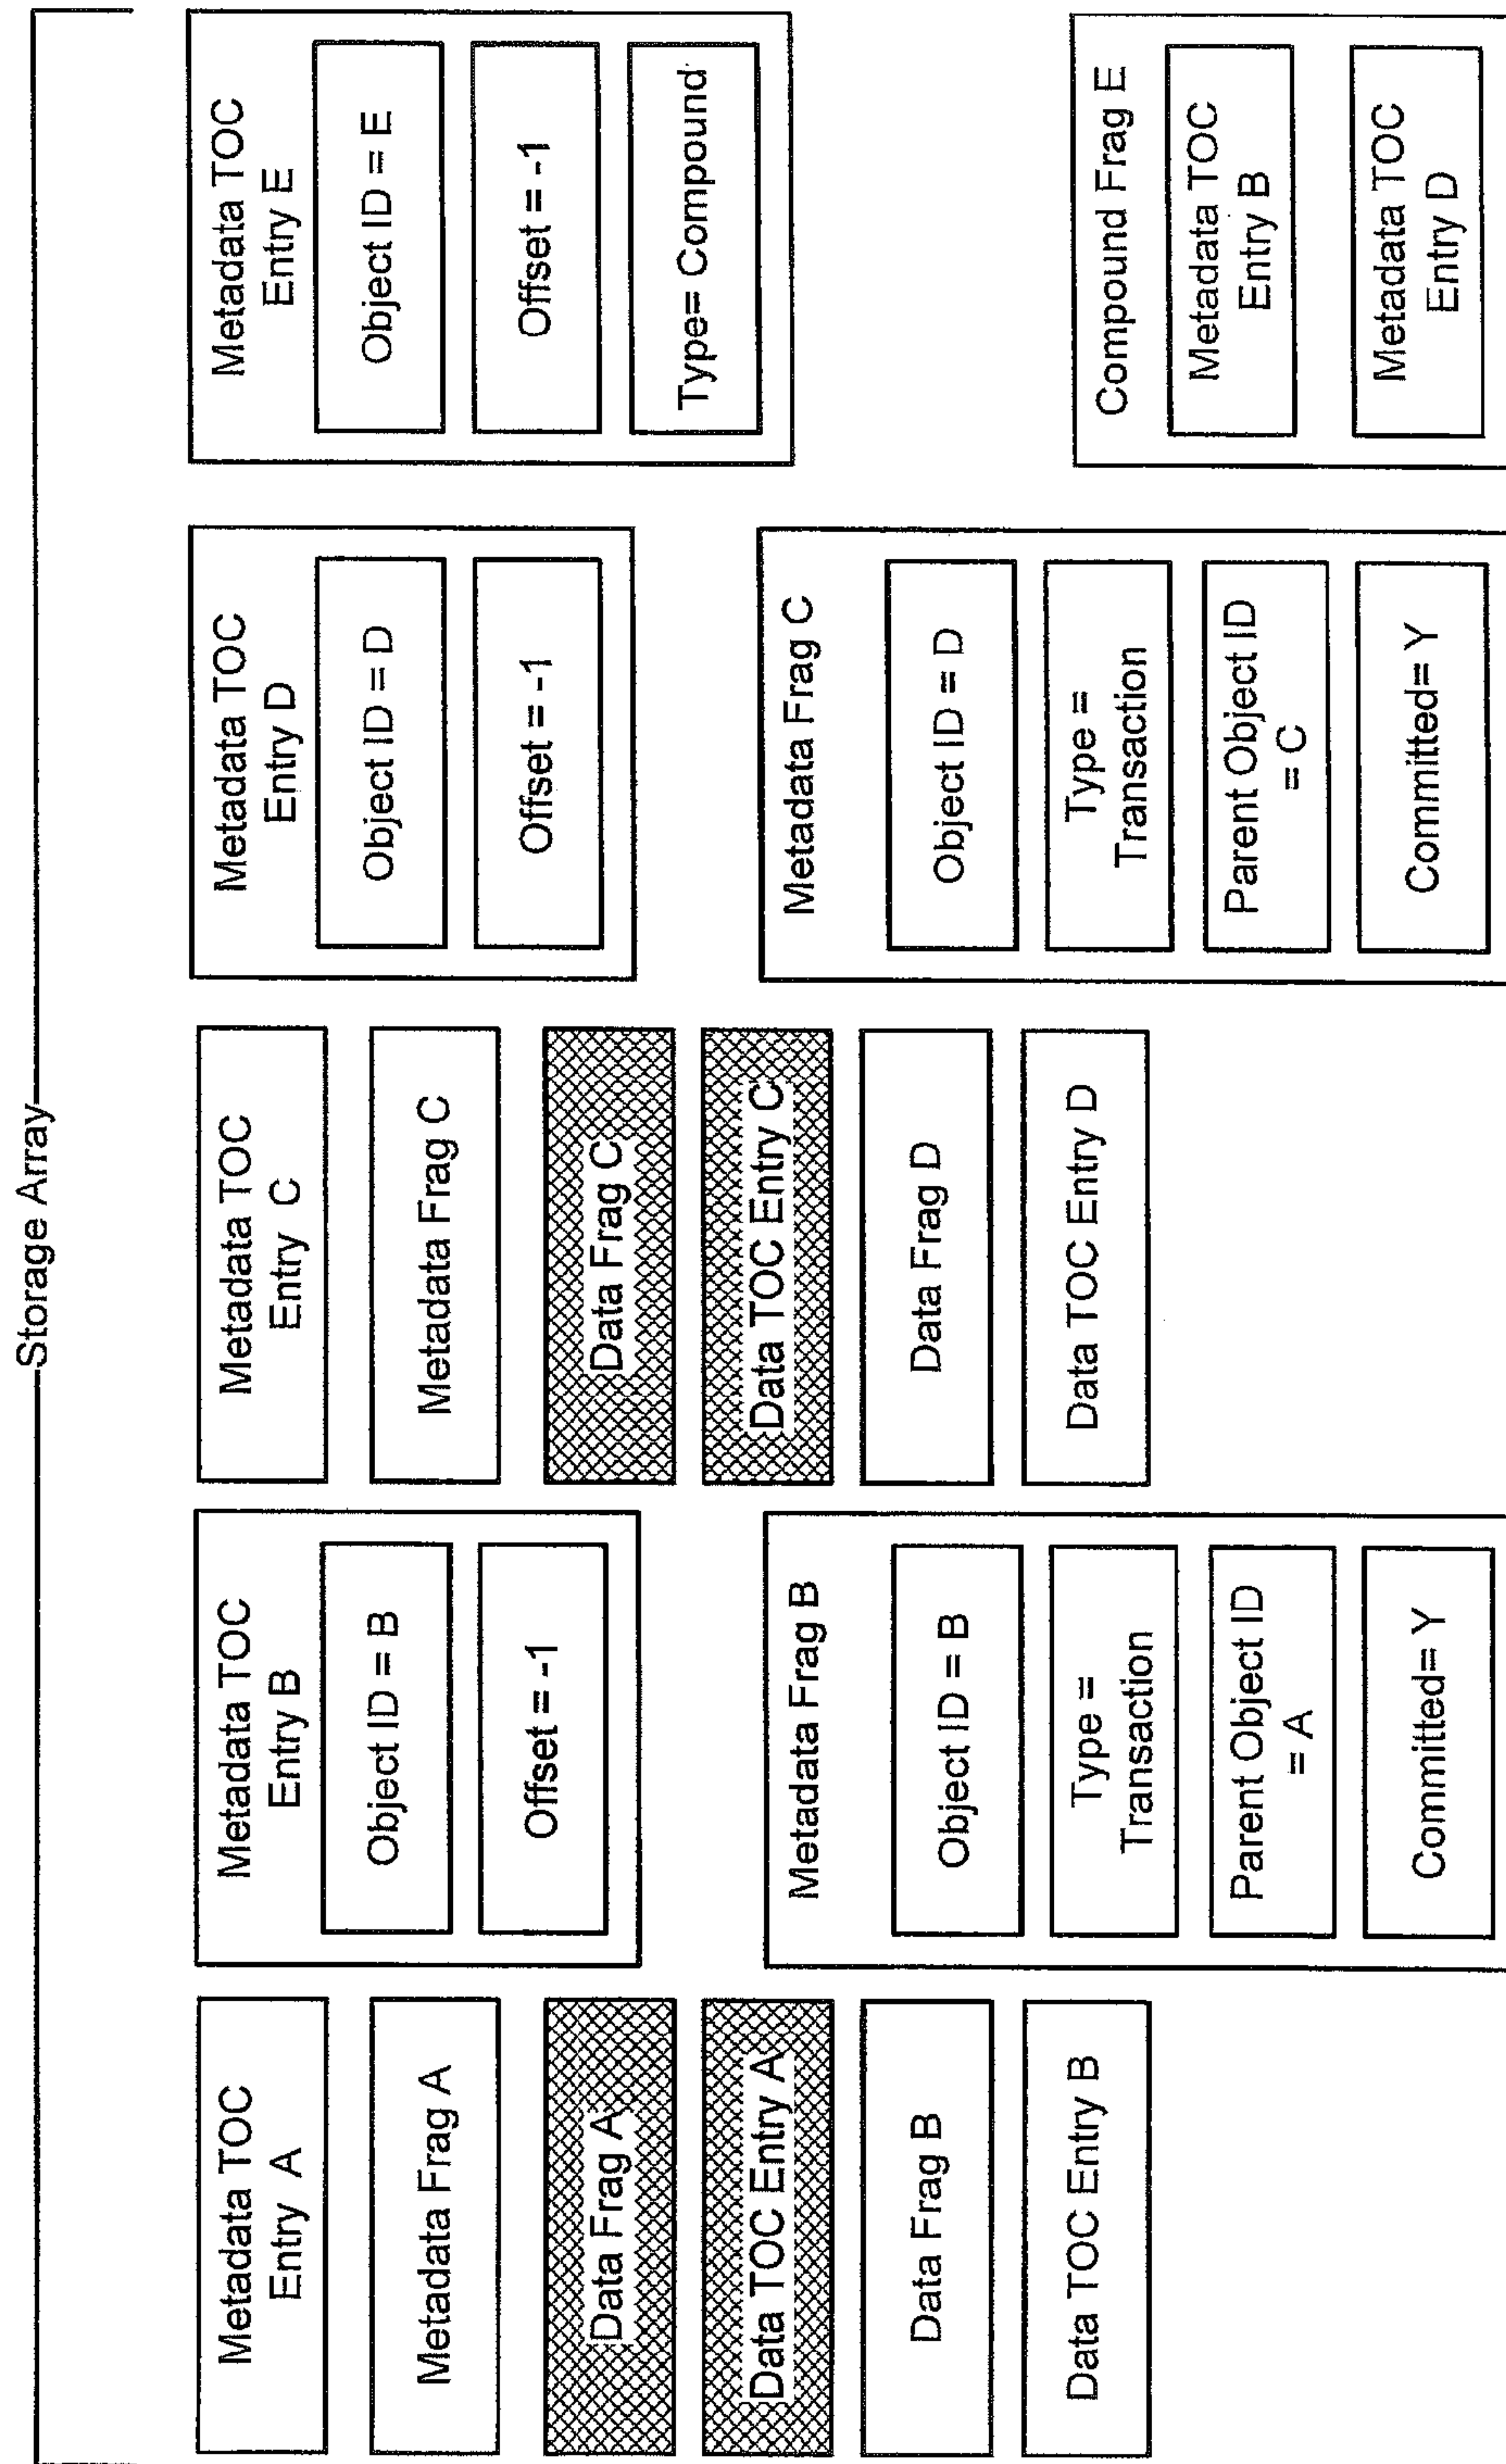 Storage Array
Metadata TOC
Entry A
Metadata Frag A
Data Frag A
Data TOC Entry A
Data Frag B
Data TOC Entry B
Metadata TOC
Entry B
Object ID = B
Offset = -1
Metadata Frag B
Object ID = B
Type =
Transaction
Parent Object ID
= A
Committed= Y
Metadata TOC
Entry C
Metadata Frag C
Data Frag C
Data TOC Entry C
Data Frag D
Data TOC Entry D
Metadata TOC
Entry D
Object ID = D
Offset = -1
Metadata Frag C
Object ID = D
Type =
Transaction
Parent Object ID
= C
Committed= Y
Metadata TOC
Entry E
Object ID = E
Offset = -1
Type= Compound
Compound Frag E
Metadata TOC
Entry B
Metadata TOC
Entry D